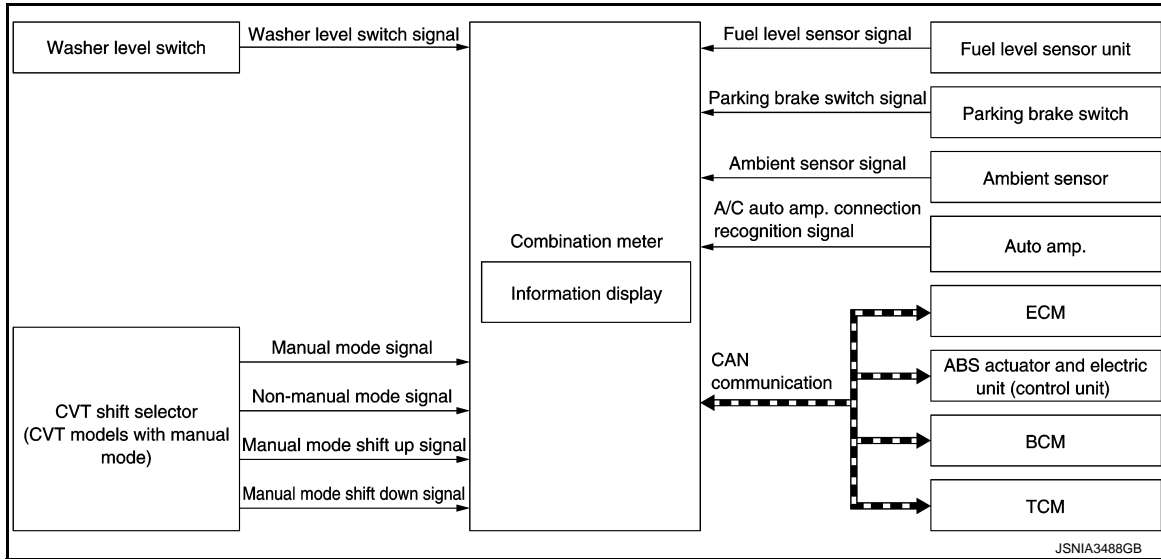 Washer level switch
Washer level switch signal
Fuel level sensor signal
Fuel level sensor unit
Parking brake switch signal
Parking brake switch
Ambient sensor signal
Ambient sensor
A/C auto amp. connection
recognition signal
Auto amp.
Combination meter
Information display
ECM
CAN
communication
ABS actuator and electric
unit (control unit)
BCM
TCM
CVT shift selector
(CVT models with manual
mode)
Manual mode signal
Non-manual mode signal
Manual mode shift up signal
Manual mode shift down signal
JSNIA3488GB